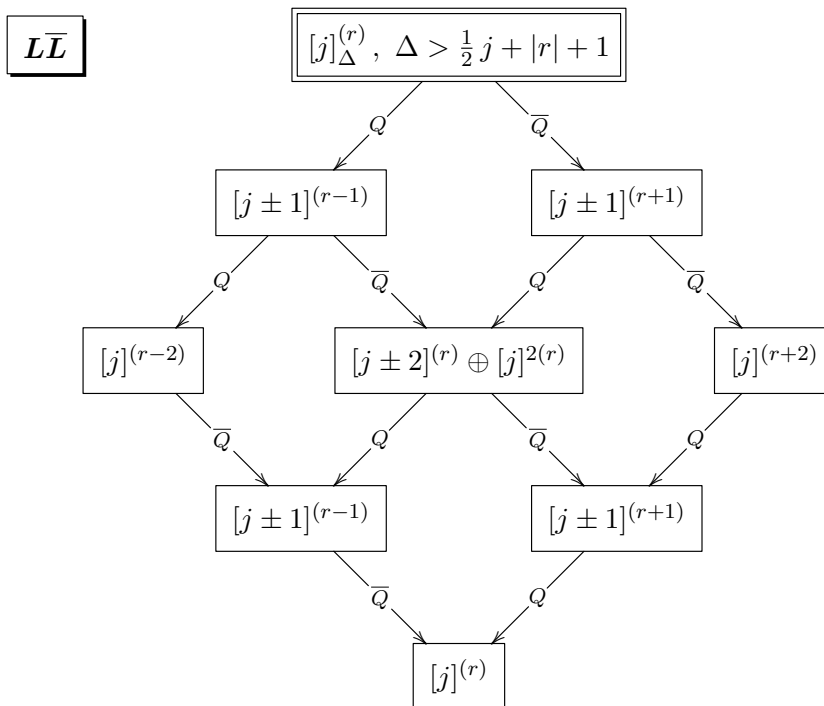 LL̅
[j]_Δ^(r) , Δ > ½ j + |r| + 1
Q Q̅
[j ± 1]^(r−1) [j ± 1]^(r+1)
Q Q̅ Q Q̅
[j]^(r−2) [j ± 2]^(r) ⊕ [j]^2(r) [j]^(r+2)
Q̅ Q Q̅ Q
[j ± 1]^(r−1) [j ± 1]^(r+1)
Q̅ Q
[j]^(r)